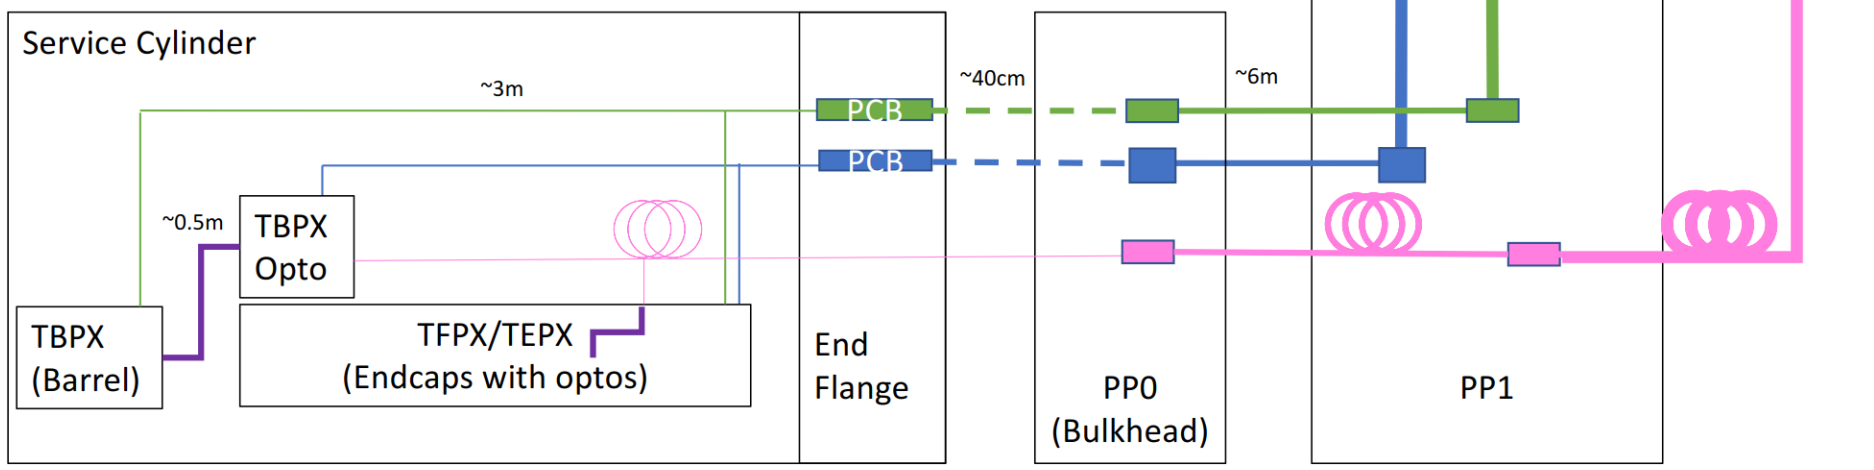 Service Cylinder
~3m
~40cm
~6m
PCB
PCB
~0.5m
TBPX
Opto
TBPX
(Barrel)
TFPX/TEPX
(Endcaps with optos)
End
Flange
PP0
(Bulkhead)
PP1